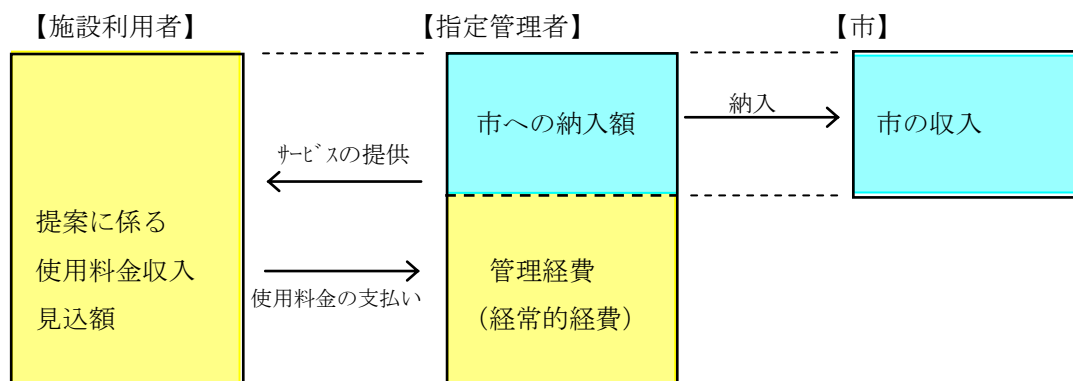 【施設利用者】
【指定管理者】
【市】
提案に係る
使用料金収入
見込額
サービスの提供
使用料金の支払い
市への納入額
管理経費
（経常的経費）
納入
市の収入